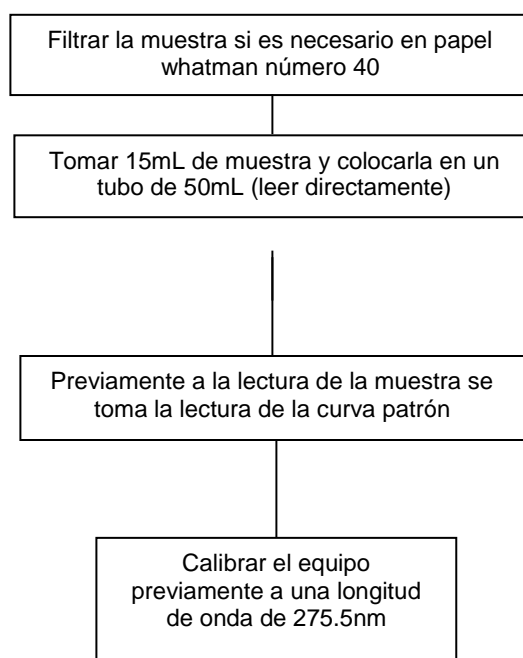 Filtrar la muestra si es necesario en papel
whatman número 40
Tomar 15mL de muestra y colocarla en un
tubo de 50mL (leer directamente)
Previamente a la lectura de la muestra se
toma la lectura de la curva patrón
Calibrar el equipo
previamente a una longitud
de onda de 275.5nm